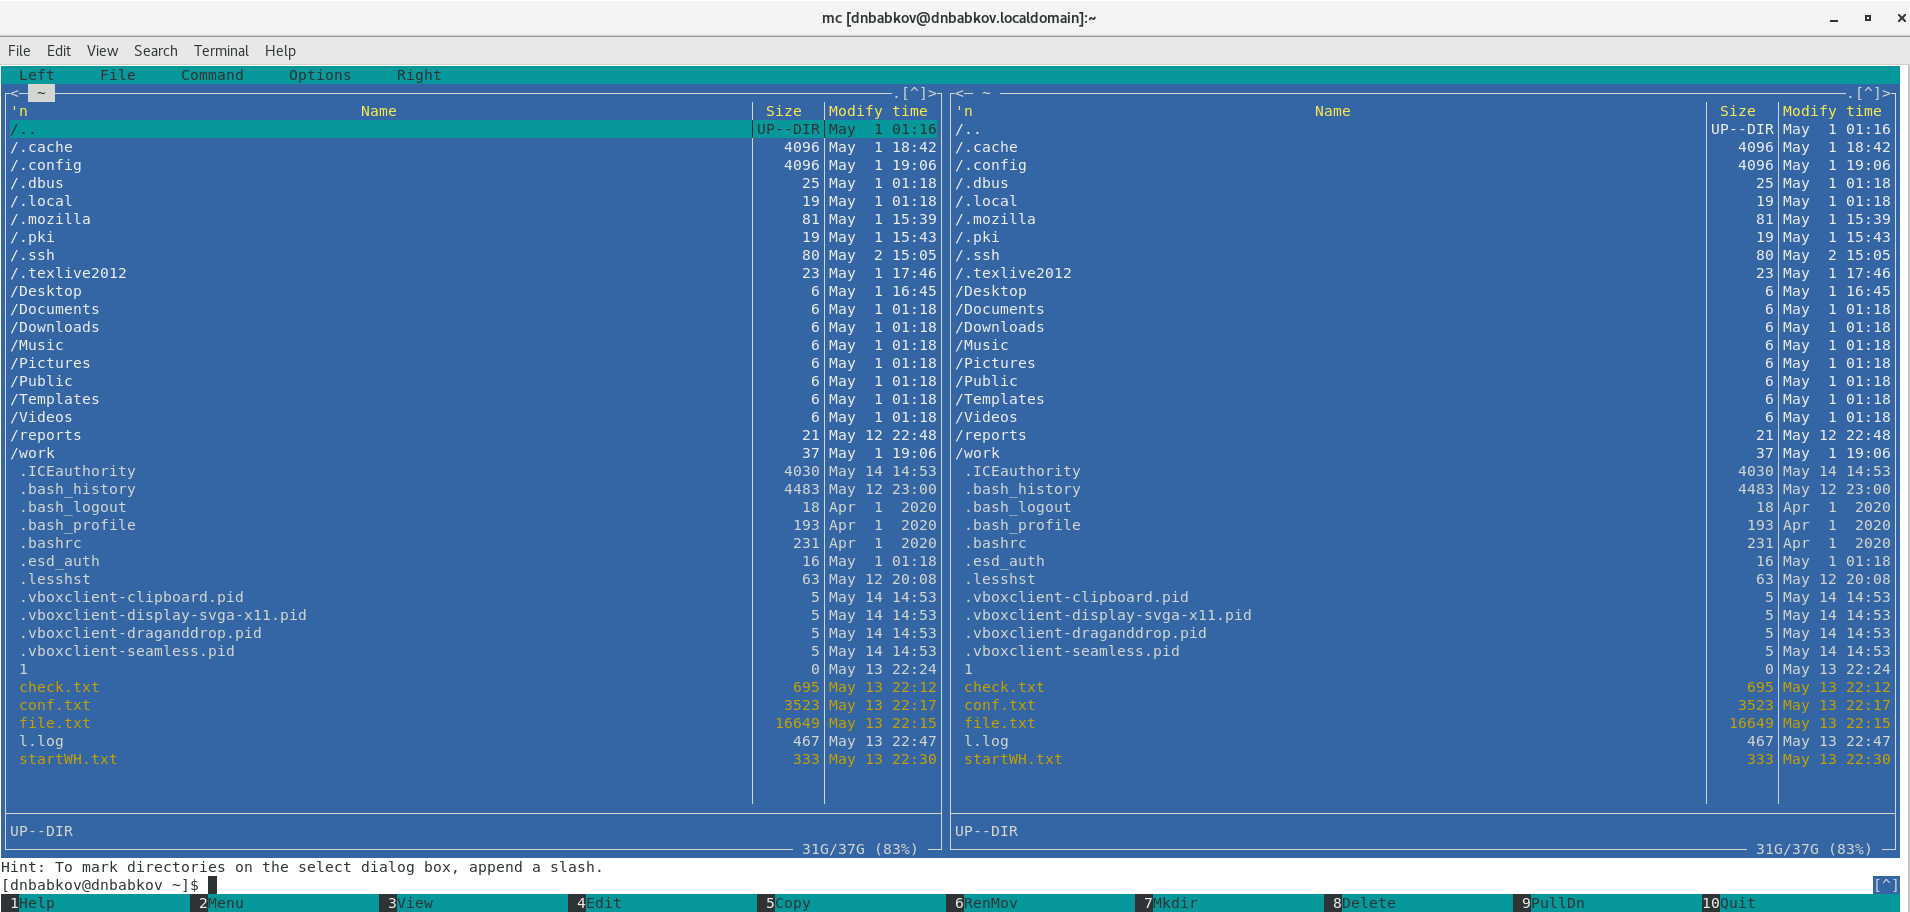 mc [dnbabkov@dnbabkov.localdomain]:~
File Edit View Search Terminal Help
Left File Command Options Right
<─ ~ ─.[^]>┐┌<─ ~ ─.[^]>
'n Name Size Modify time 'n Name Size Modify time
/.. UP--DIR May 1 01:16 /.. UP--DIR May 1 01:16
/.cache 4096 May 1 18:42 /.cache 4096 May 1 18:42
/.config 4096 May 1 19:06 /.config 4096 May 1 19:06
/.dbus 25 May 1 01:18 /.dbus 25 May 1 01:18
/.local 19 May 1 01:18 /.local 19 May 1 01:18
/.mozilla 81 May 1 15:39 /.mozilla 81 May 1 15:39
/.pki 19 May 1 15:43 /.pki 19 May 1 15:43
/.ssh 80 May 2 15:05 /.ssh 80 May 2 15:05
/.texlive2012 23 May 1 17:46 /.texlive2012 23 May 1 17:46
/Desktop 6 May 1 16:45 /Desktop 6 May 1 16:45
/Documents 6 May 1 01:18 /Documents 6 May 1 01:18
/Downloads 6 May 1 01:18 /Downloads 6 May 1 01:18
/Music 6 May 1 01:18 /Music 6 May 1 01:18
/Pictures 6 May 1 01:18 /Pictures 6 May 1 01:18
/Public 6 May 1 01:18 /Public 6 May 1 01:18
/Templates 6 May 1 01:18 /Templates 6 May 1 01:18
/Videos 6 May 1 01:18 /Videos 6 May 1 01:18
/reports 21 May 12 22:48 /reports 21 May 12 22:48
/work 37 May 1 19:06 /work 37 May 1 19:06
.ICEauthority 4030 May 14 14:53 .ICEauthority 4030 May 14 14:53
.bash_history 4483 May 12 23:00 .bash_history 4483 May 12 23:00
.bash_logout 18 Apr 1 2020 .bash_logout 18 Apr 1 2020
.bash_profile 193 Apr 1 2020 .bash_profile 193 Apr 1 2020
.bashrc 231 Apr 1 2020 .bashrc 231 Apr 1 2020
.esd_auth 16 May 1 01:18 .esd_auth 16 May 1 01:18
.lesshst 63 May 12 20:08 .lesshst 63 May 12 20:08
.vboxclient-clipboard.pid 5 May 14 14:53 .vboxclient-clipboard.pid 5 May 14 14:53
.vboxclient-display-svga-x11.pid 5 May 14 14:53 .vboxclient-display-svga-x11.pid 5 May 14 14:53
.vboxclient-draganddrop.pid 5 May 14 14:53 .vboxclient-draganddrop.pid 5 May 14 14:53
.vboxclient-seamless.pid 5 May 14 14:53 .vboxclient-seamless.pid 5 May 14 14:53
1 0 May 13 22:24 1 0 May 13 22:24
check.txt 695 May 13 22:12 check.txt 695 May 13 22:12
conf.txt 3523 May 13 22:17 conf.txt 3523 May 13 22:17
file.txt 16649 May 13 22:15 file.txt 16649 May 13 22:15
l.log 467 May 13 22:47 l.log 467 May 13 22:47
startWH.txt 333 May 13 22:30 startWH.txt 333 May 13 22:30
UP--DIR UP--DIR
31G/37G (83%) 31G/37G (83%)
Hint: To mark directories on the select dialog box, append a slash.
[dnbabkov@dnbabkov ~]$ [^]
1Help 2Menu 3View 4Edit 5Copy 6RenMov 7Mkdir 8Delete 9PullDn 10Quit